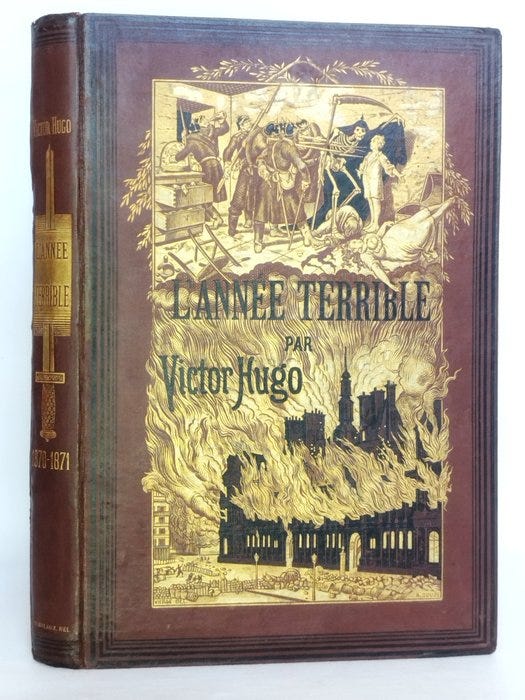 L'ANNÉE TERRIBLE
PAR
Victor Hugo
Victor Hugo
L'ANNÉE
TERRIBLE
1870-1871